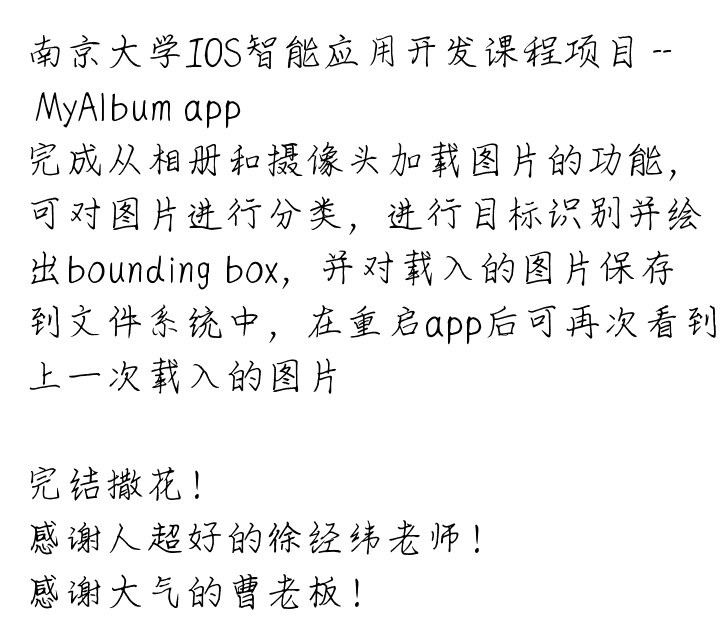 南京大学IOS智能应用开发课程项目 --
MyAlbum app
完成从相册和摄像头加载图片的功能，
可对图片进行分类，进行目标识别并绘
出bounding box，并对载入的图片保存
到文件系统中，在重启app后可再次看到
上一次载入的图片
完结撒花！
感谢人超好的徐经纬老师！
感谢大气的曹老板！